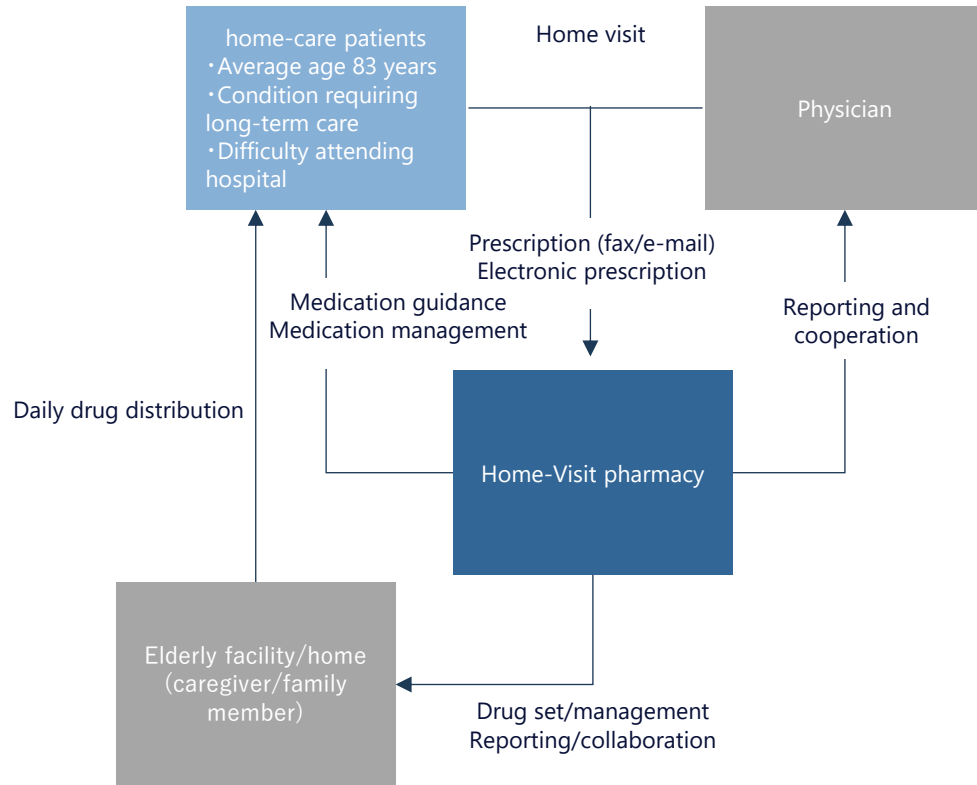 home-care patients
・Average age 83 years
・Condition requiring
long-term care
・Difficulty attending
hospital
Home visit
Physician
Prescription (fax/e-mail)
Electronic prescription
Medication guidance
Medication management
Reporting and
cooperation
Daily drug distribution
Home-Visit pharmacy
Elderly facility/home
(caregiver/family
member)
Drug set/management
Reporting/collaboration